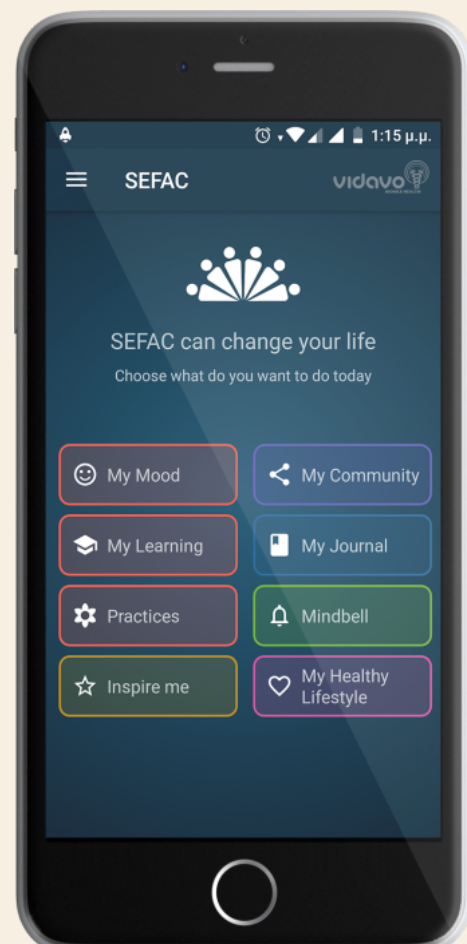 1:15 μ.μ.
SEFAC
vidavo
SEFAC can change your life
Choose what do you want to do today
My Mood
My Community
My Learning
My Journal
Practices
Mindbell
Inspire me
My Healthy
Lifestyle